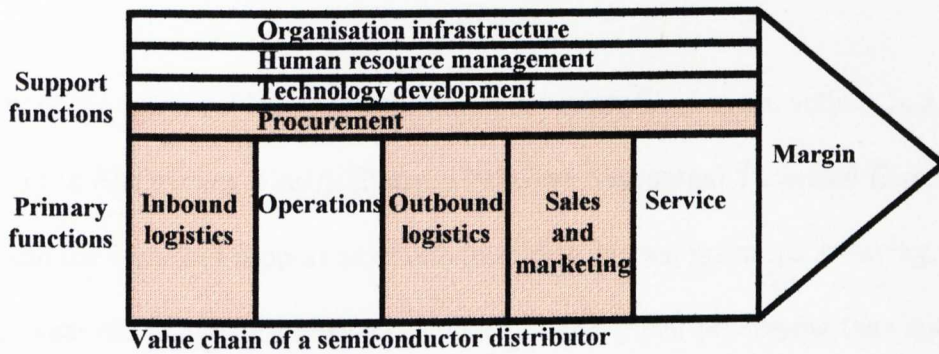 Organisation infrastructure
Human resource management
Technology development
Procurement
Support
functions
Primary
functions
Inbound
logistics
Operations
Outbound
logistics
Sales
and
marketing
Service
Margin
Value chain of a semiconductor distributor